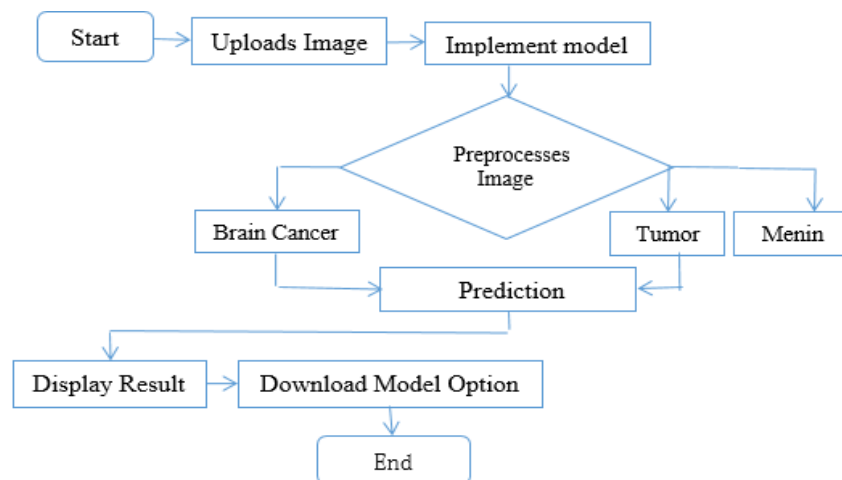 Start
Uploads Image
Implement model
Preprocesses
Image
Brain Cancer
Tumor
Menin
Prediction
Display Result
Download Model Option
End